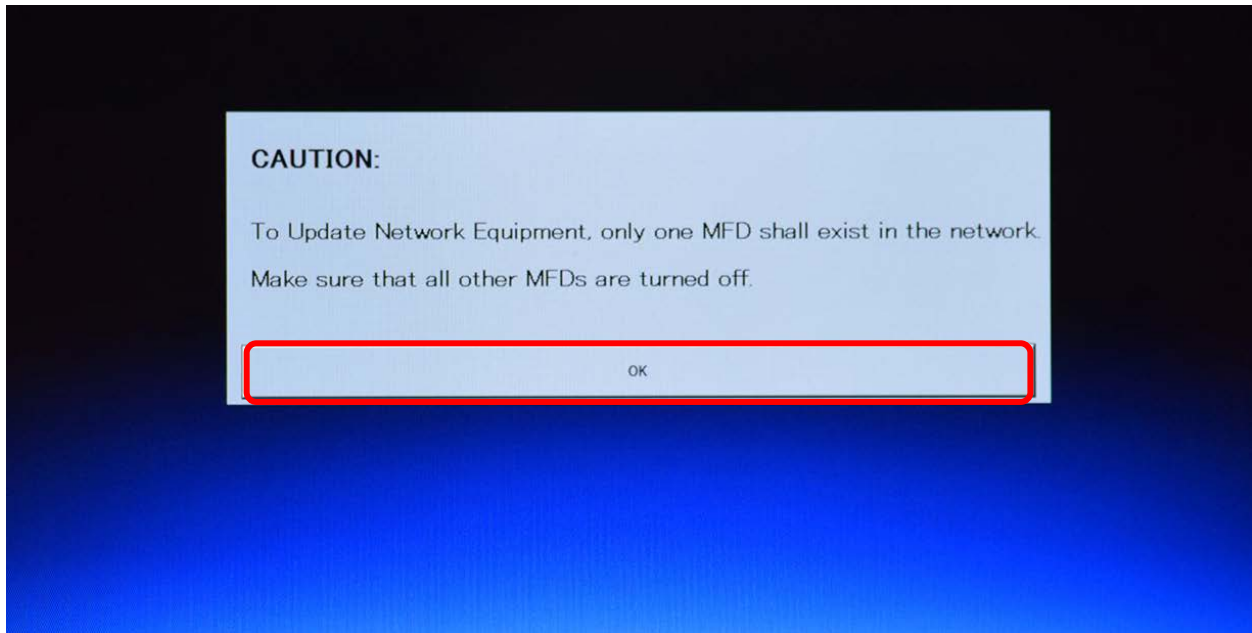 CAUTION:
To Update Network Equipment, only one MFD shall exist in the network.
Make sure that all other MFDs are turned off.
OK